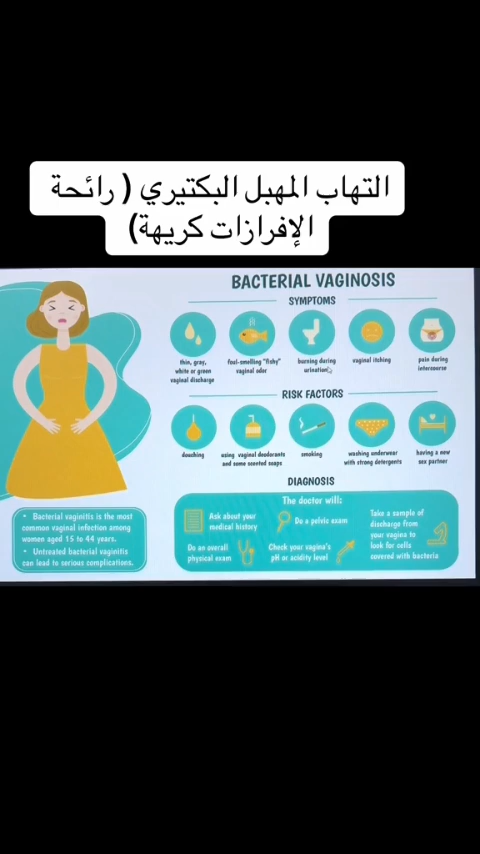 التهاب المهبل البكتيري ( رائحة
الإفرازات كريهة)
BACTERIAL VAGINOSIS
SYMPTOMS
thin, gray,
white or green
vaginal discharge
foul-smelling "fishy"
vaginal odor
burning during
urination
vaginal itching
pain during
intercourse
RISK FACTORS
douching
using vaginal deodorants
and some scented soaps
smoking
washing underwear
with strong detergents
having a new
sex partner
DIAGNOSIS
The doctor will:
Ask about your
medical history
Do a pelvic exam
Take a sample of
discharge from
your vagina to
look for cells
covered with bacteria
Do an overall
physical exam
Check your vagina's
pH or acidity level
• Bacterial vaginitis is the most
common vaginal infection among
women aged 15 to 44 years.
• Untreated bacterial vaginitis
can lead to serious complications.